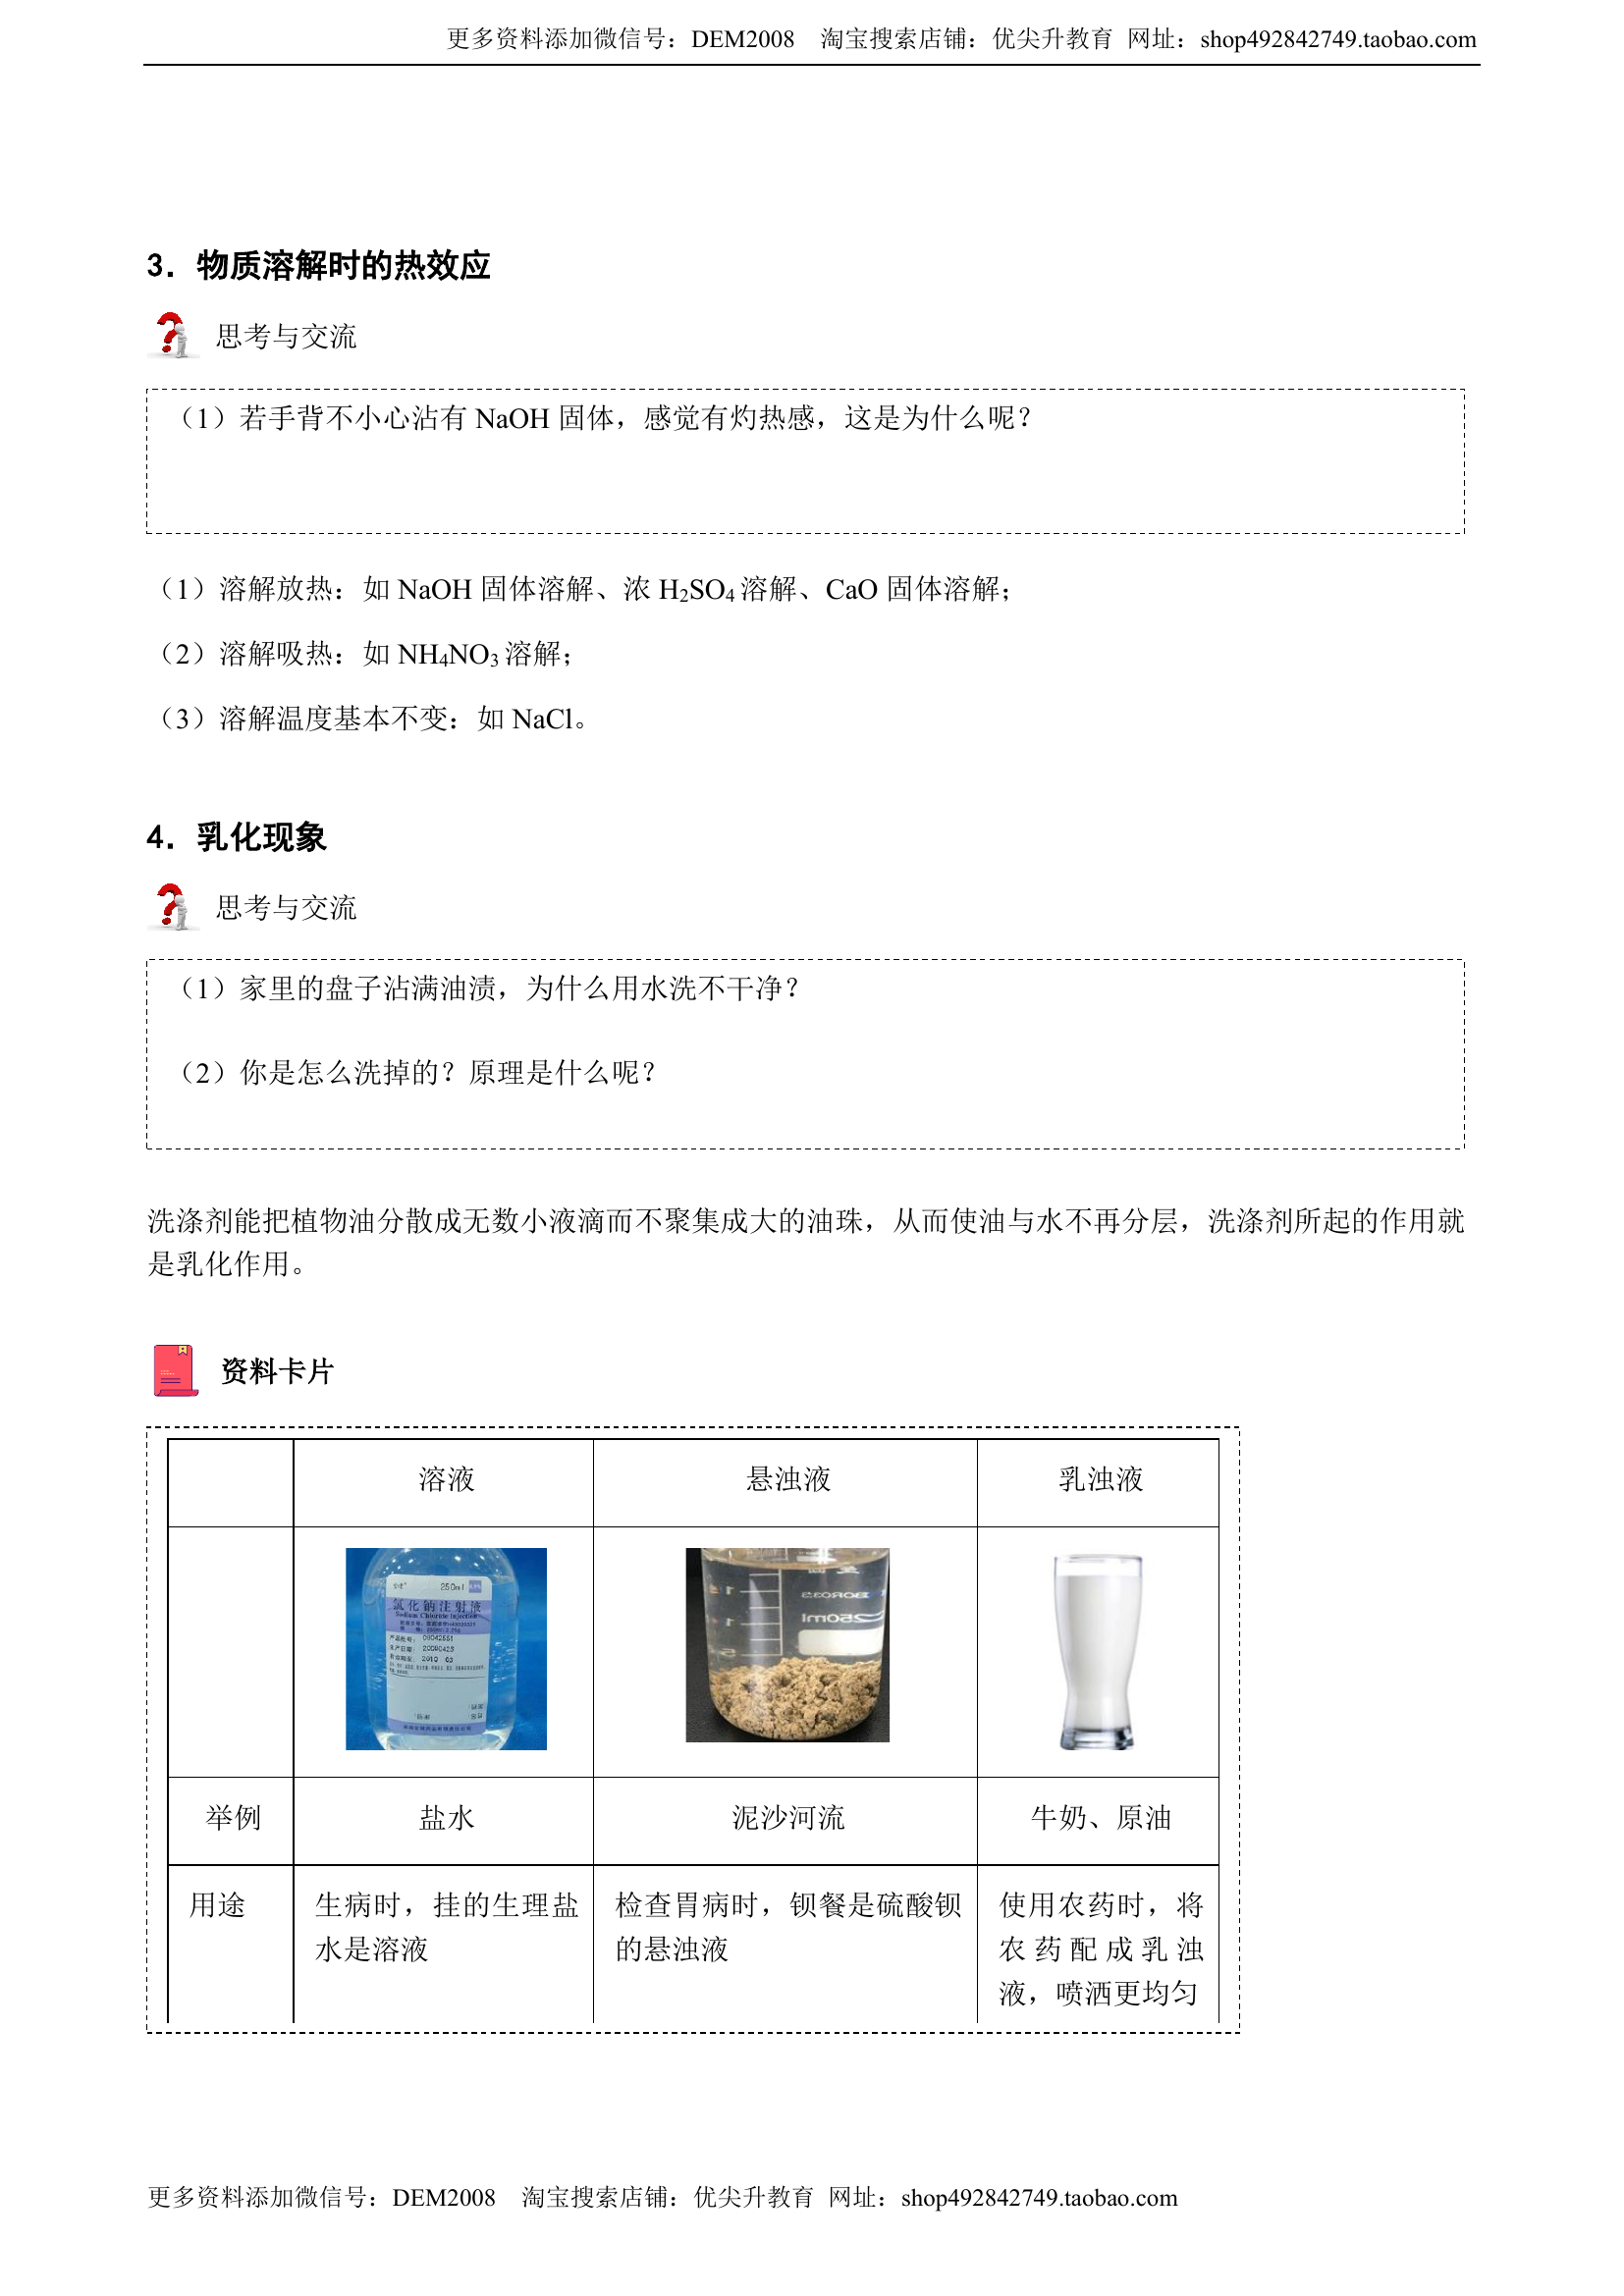 更多资料添加微信号：DEM2008 淘宝搜索店铺：优尖升教育 网址：shop492842749.taobao.com
3．物质溶解时的热效应
思考与交流
（1）若手背不小心沾有 NaOH 固体，感觉有灼热感，这是为什么呢？
（1）溶解放热：如 NaOH 固体溶解、浓 H₂SO₄ 溶解、CaO 固体溶解；
（2）溶解吸热：如 NH₄NO₃ 溶解；
（3）溶解温度基本不变：如 NaCl。
4．乳化现象
思考与交流
（1）家里的盘子沾满油渍，为什么用水洗不干净？
（2）你是怎么洗掉的？原理是什么呢？
洗涤剂能把植物油分散成无数小液滴而不聚集成大的油珠，从而使油与水不再分层，洗涤剂所起的作用就
是乳化作用。
资料卡片
溶液 悬浊液 乳浊液
250ml
氯化钠注射液
Sodium Chloride Injection
250ml
举例 盐水 泥沙河流 牛奶、原油
用途 生病时，挂的生理盐 检查胃病时，钡餐是硫酸钡 使用农药时，将
水是溶液 的悬浊液 农药配成乳浊
液，喷洒更均匀
更多资料添加微信号：DEM2008 淘宝搜索店铺：优尖升教育 网址：shop492842749.taobao.com